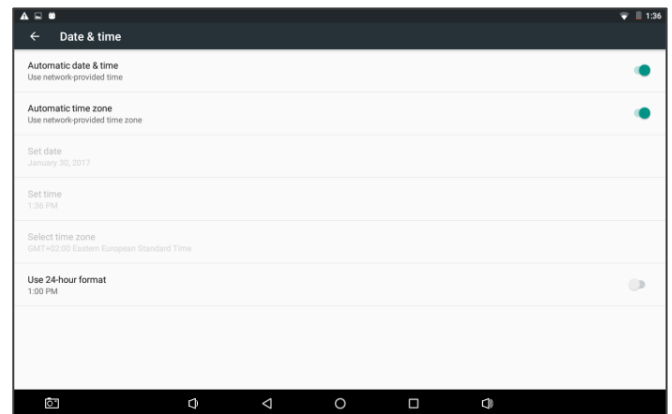 1:36
Date & time
Automatic date & time
Use network-provided time
Automatic time zone
Use network-provided time zone
Set date
January 30, 2017
Set time
1:36 PM
Select time zone
GMT+02:00 Eastern European Standard Time
Use 24-hour format
1:00 PM